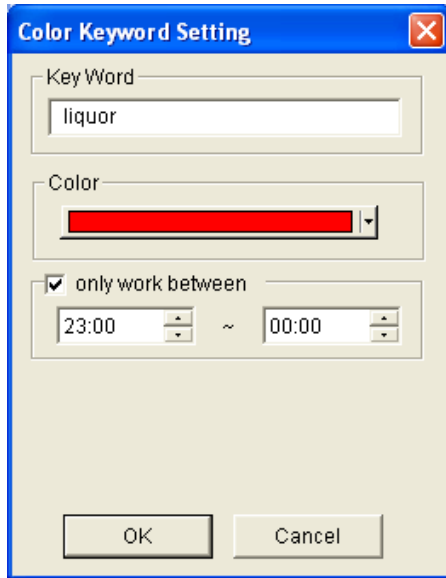 Color Keyword Setting
Key Word
liquor
Color
only work between
23:00 ~ 00:00
OK Cancel